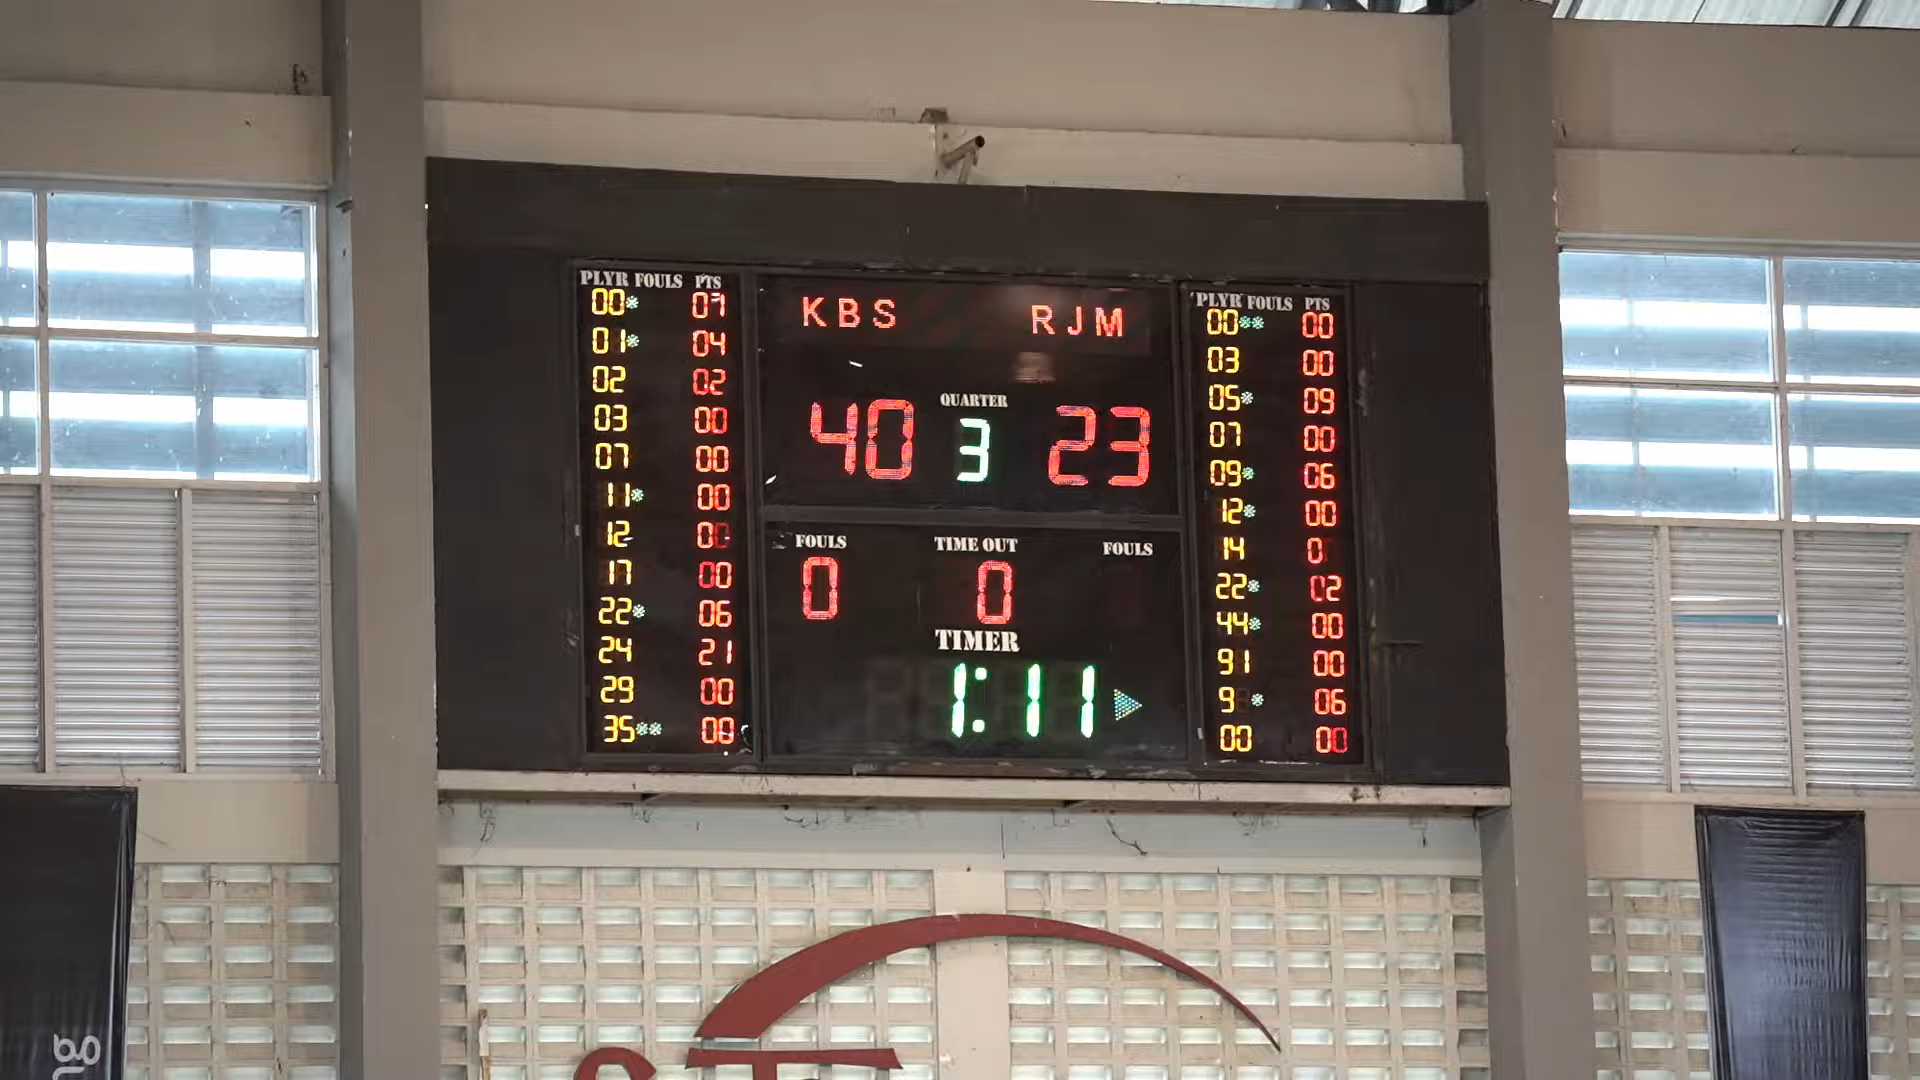 PLYR FOULS PTS
00** 07
01* 04
02 02
03 00
07 00
11* 00
12 00
17 00
22* 06
24 21
29 00
35** 00
KBS RJM
QUARTER
40 3 23
FOULS TIME OUT FOULS
0 0
TIMER
1:11
PLYR FOULS PTS
00** 00
03 00
05* 09
07 00
09* 06
12* 00
14 0
22* 02
44* 00
91 00
9 * 06
00 00
ng